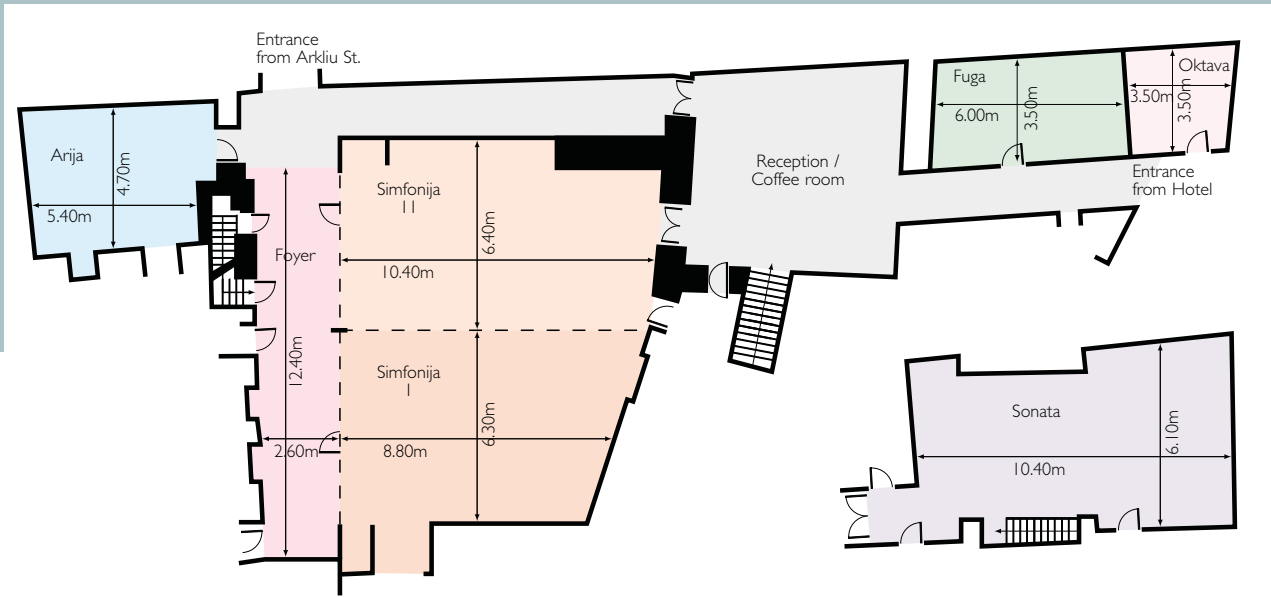 Entrance
from Arkliu St.
Fuga
Oktava
6.00m
3.50m
3.50m
3.50m
Arija
4.70m
5.40m
Reception /
Coffee room
Entrance
from Hotel
Simfonija
II
6.40m
10.40m
Foyer
12.40m
2.60m
Simfonija
I
6.30m
8.80m
Sonata
6.10m
10.40m